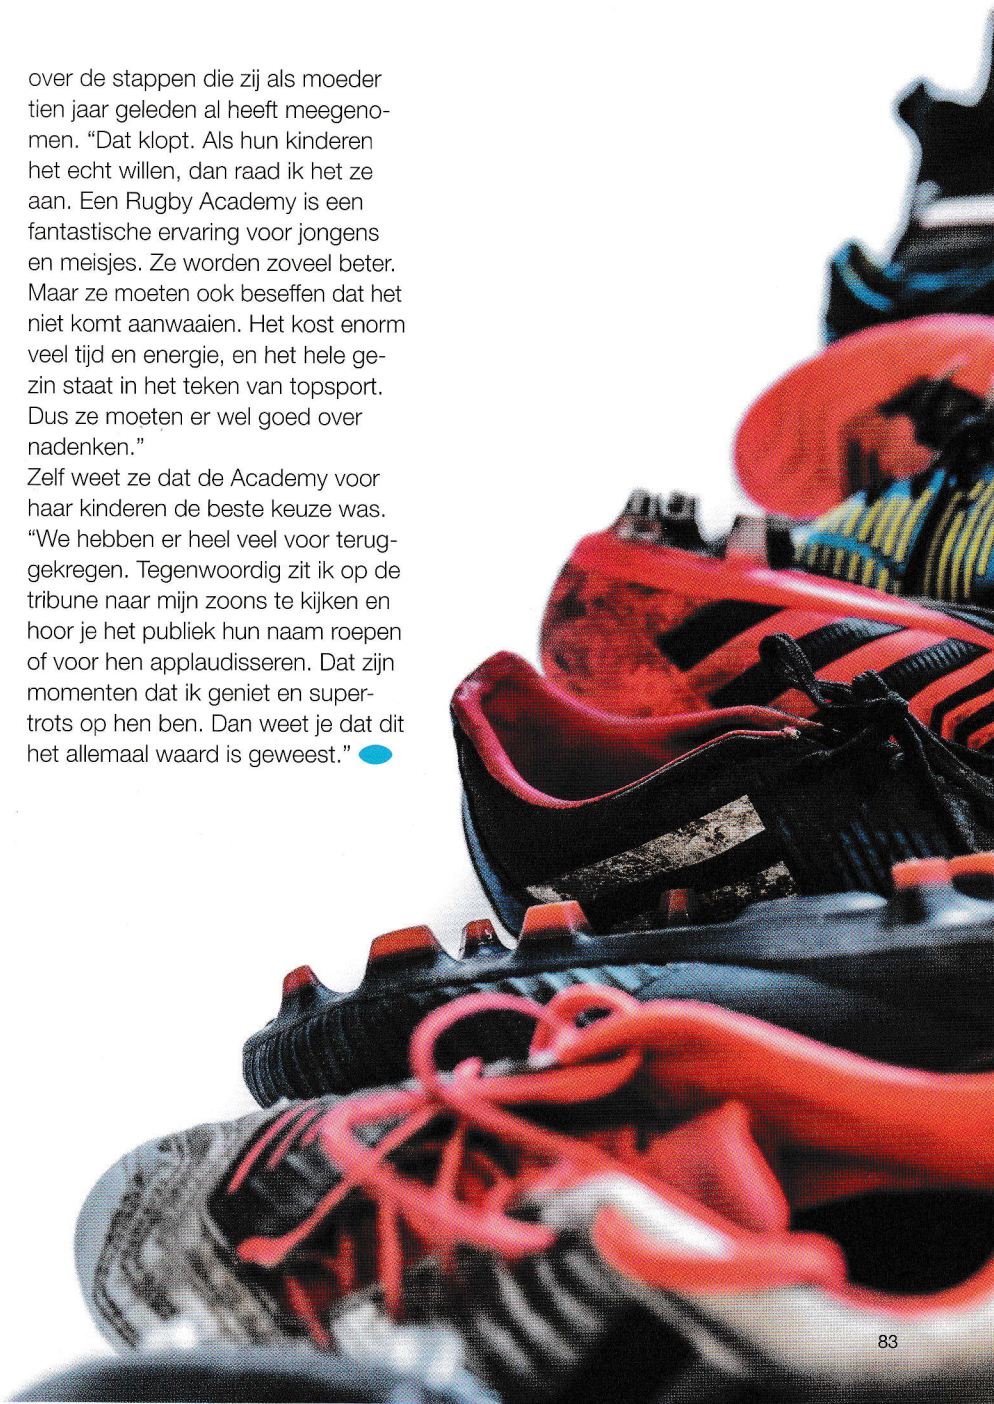 over de stappen die zij als moeder
tien jaar geleden al heeft meegeno-
men. “Dat klopt. Als hun kinderen
het echt willen, dan raad ik het ze
aan. Een Rugby Academy is een
fantastische ervaring voor jongens
en meisjes. Ze worden zoveel beter.
Maar ze moeten ook beseffen dat het
niet komt aanwaaien. Het kost enorm
veel tijd en energie, en het hele ge-
zin staat in het teken van topsport.
Dus ze moeten er wel goed over
nadenken.”
Zelf weet ze dat de Academy voor
haar kinderen de beste keuze was.
“We hebben er heel veel voor terug-
gekregen. Tegenwoordig zit ik op de
tribune naar mijn zoons te kijken en
hoor je het publiek hun naam roepen
of voor hen applaudisseren. Dat zijn
momenten dat ik geniet en super-
trots op hen ben. Dan weet je dat dit
het allemaal waard is geweest.”
83